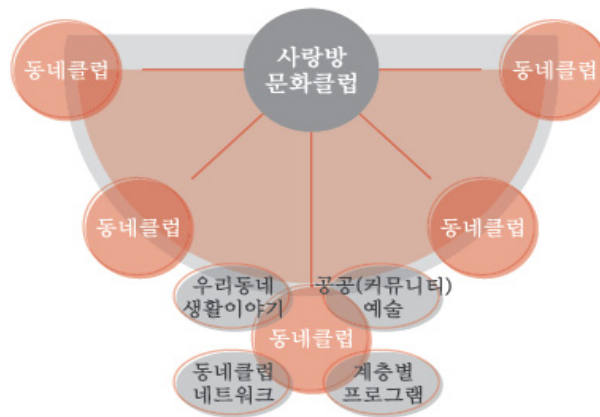 사랑방
문화클럽
동네클럽
동네클럽
동네클럽
동네클럽
우리동네
생활이야기
공공(커뮤니티)
예술
동네클럽
동네클럽
네트워크
계층별
프로그램